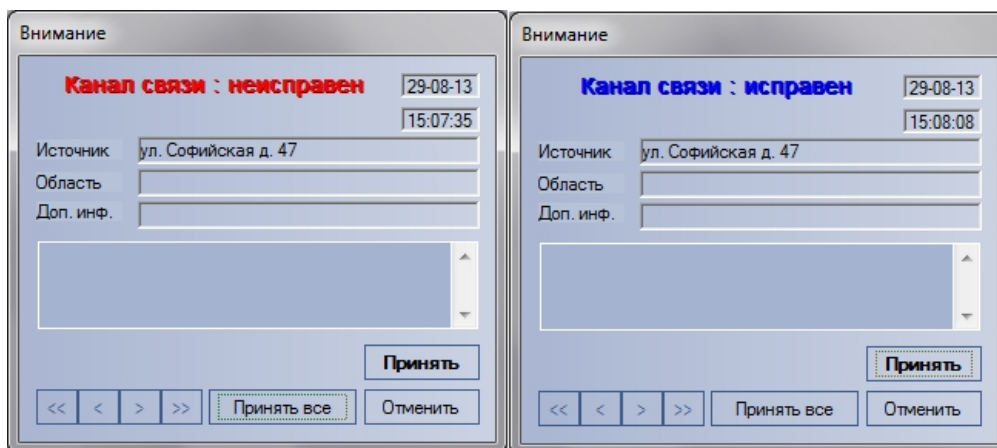 Внимание
Канал связи : неисправен 29-08-13
15:07:35
Источник ул. Софийская д. 47
Область
Доп. инф.
Принять
<< < > >> Принять все Отменить
Внимание
Канал связи : исправен 29-08-13
15:08:08
Источник ул. Софийская д. 47
Область
Доп. инф.
Принять
<< < > >> Принять все Отменить